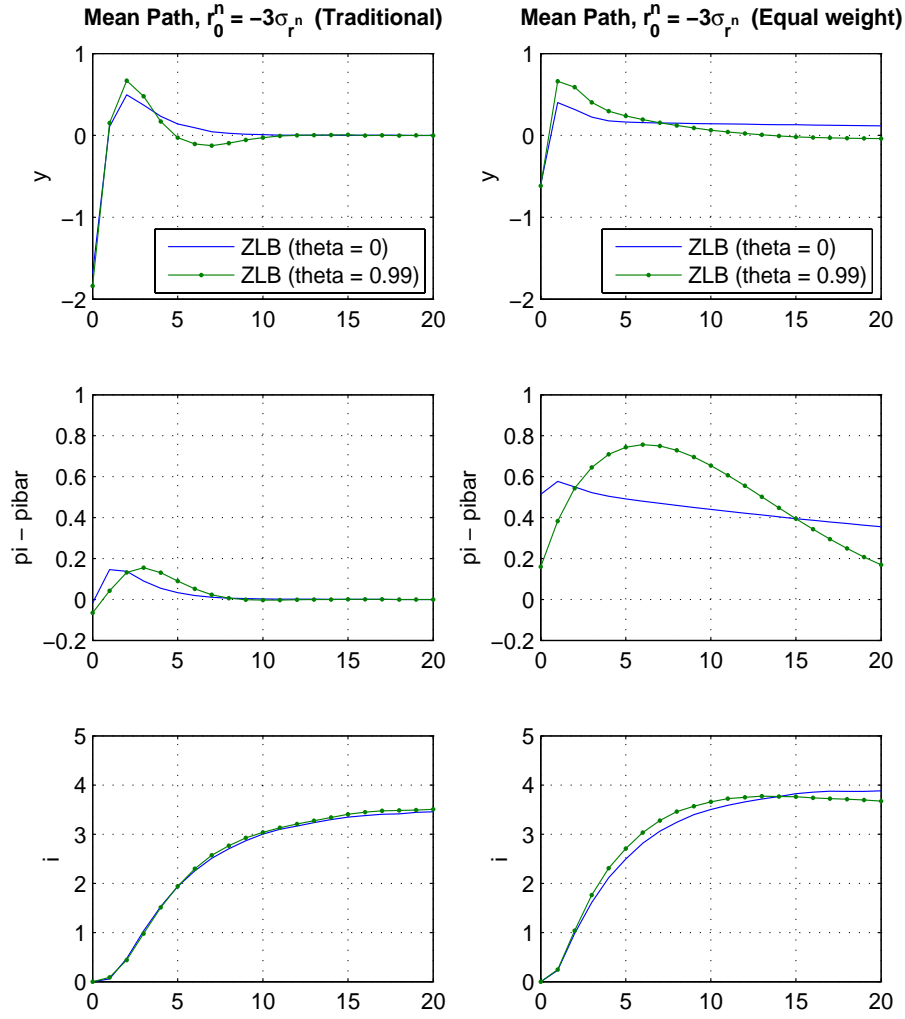 Mean Path, r₀ⁿ = −3σ_rⁿ (Traditional)
1
0
−1
−2
y
ZLB (theta = 0)
ZLB (theta = 0.99)
0 5 10 15 20
Mean Path, r₀ⁿ = −3σ_rⁿ (Equal weight)
1
0
−1
−2
y
ZLB (theta = 0)
ZLB (theta = 0.99)
0 5 10 15 20
1
0.8
0.6
0.4
0.2
0
−0.2
pi − pibar
0 5 10 15 20
1
0.8
0.6
0.4
0.2
0
−0.2
pi − pibar
0 5 10 15 20
5
4
3
2
1
0
i
0 5 10 15 20
5
4
3
2
1
0
i
0 5 10 15 20